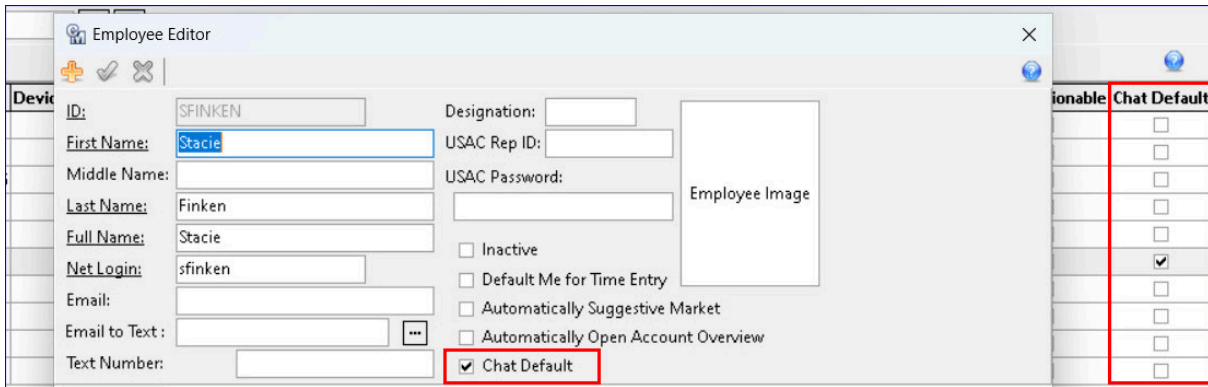 Employee Editor
ID: SFINKEN
First Name: Stacie
Middle Name:
Last Name: Finken
Full Name: Stacie
Net Login: sfinken
Email:
Email to Text :
Text Number:
Designation:
USAC Rep ID:
USAC Password:
Employee Image
Inactive
Default Me for Time Entry
Automatically Suggestive Market
Automatically Open Account Overview
Chat Default
Devic
ionable Chat Default